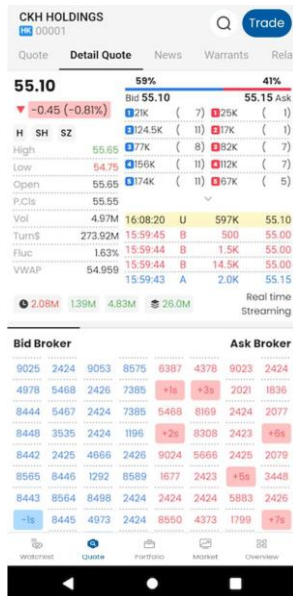 CKH HOLDINGS
HK 00001
Trade
Quote Detail Quote News Warrants Rela
55.10
-0.45 (-0.81%)
H SH SZ
59% 41%
Bid 55.10 55.15 Ask
1 21K ( 7) 1 25K ( 1)
2 124.5K ( 11) 2 17K ( 1)
3 77K ( 8) 3 82K ( 7)
4 156K ( 11) 4 112K ( 7)
5 174K ( 11) 5 67K ( 5)
High 55.65
Low 54.75
Open 55.65
P.Cls 55.55
Vol 4.97M
Turn$ 273.92M
Fluc 1.63%
VWAP 54.959
16:08:20 U 597K 55.10
15:59:45 B 500 55.00
15:59:44 B 1.5K 55.00
15:59:44 B 14.5K 55.00
15:59:43 A 2.0K 55.15
2.08M 1.39M 4.83M 26.0M
Real time
Streaming
Bid Broker Ask Broker
9025 2424 9053 8575 6387 4378 9023 2424
4978 5468 2426 7385 +1s +3s 2021 1836
8444 5467 2424 7385 5468 8169 2424 2077
8448 3535 2424 1196 +2s 8308 2423 +6s
8442 2425 4666 2426 9024 5666 2425 2079
8565 8446 1292 8589 1677 2423 +5s 3448
8443 8564 8498 2424 2424 2424 5883 2426
-1s 8445 4973 2424 8550 4373 1799 +7s
Watchlist Quote Portfolio Market Overview